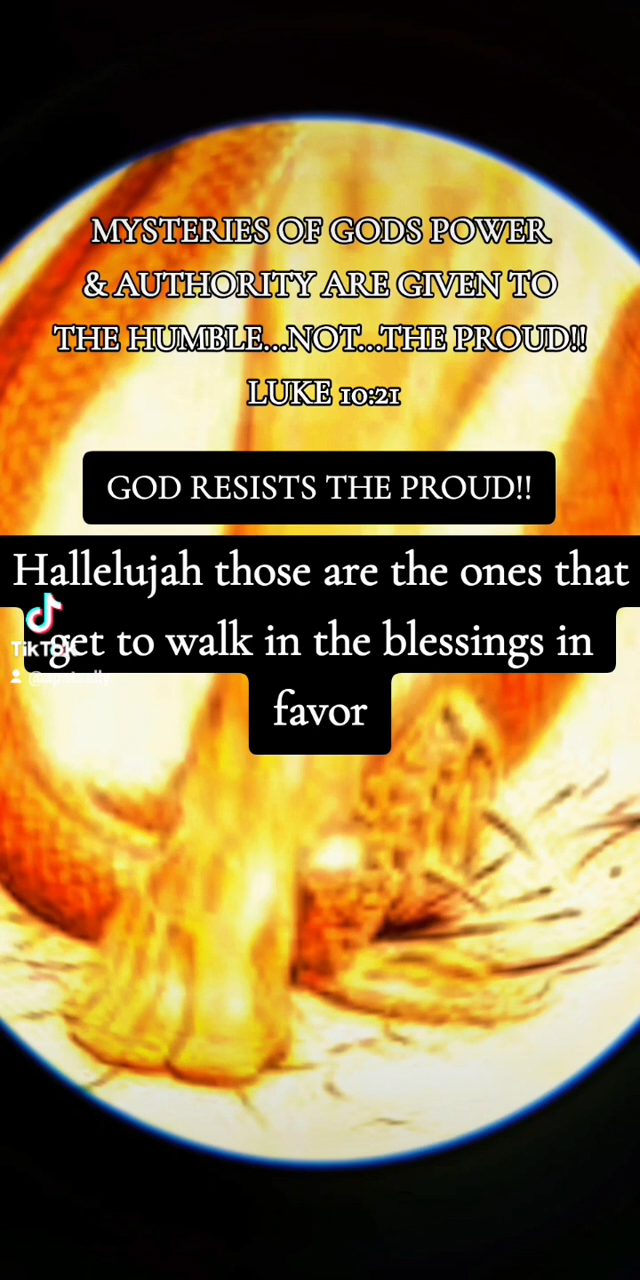 MYSTERIES OF GODS POWER
& AUTHORITY ARE GIVEN TO
THE HUMBLE...NOT...THE PROUD!!
LUKE 10:21
GOD RESISTS THE PROUD!!
Hallelujah those are the ones that
get to walk in the blessings in
favor
TikTok